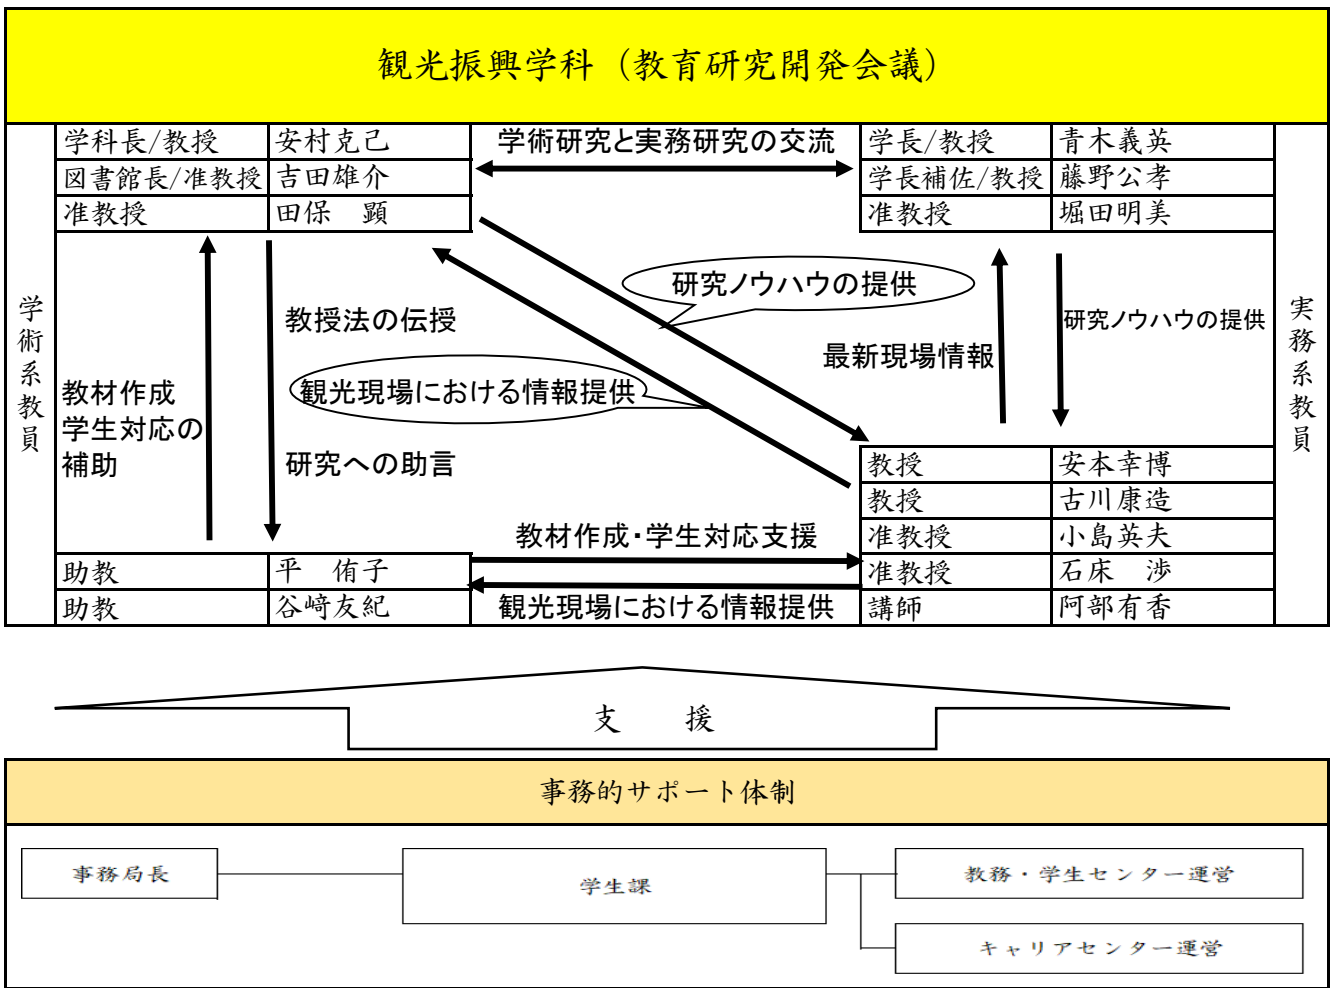 観光振興学科（教育研究開発会議）
学科長/教授 安村克己
図書館長/准教授 吉田雄介
准教授 田保　顕
学術研究と実務研究の交流
学長/教授 青木義英
学長補佐/教授 藤野公孝
准教授 堀田明美
学術系教員
実務系教員
研究ノウハウの提供
教授法の伝授
研究ノウハウの提供
最新現場情報
観光現場における情報提供
教材作成
学生対応の
補助
研究への助言
教授 安本幸博
教授 古川康造
准教授 小島英夫
准教授 石床　渉
講師 阿部有香
教材作成・学生対応支援
助教 平　侑子
助教 谷﨑友紀
観光現場における情報提供
支　援
事務的サポート体制
事務局長
学生課
教務・学生センター運営
キャリアセンター運営